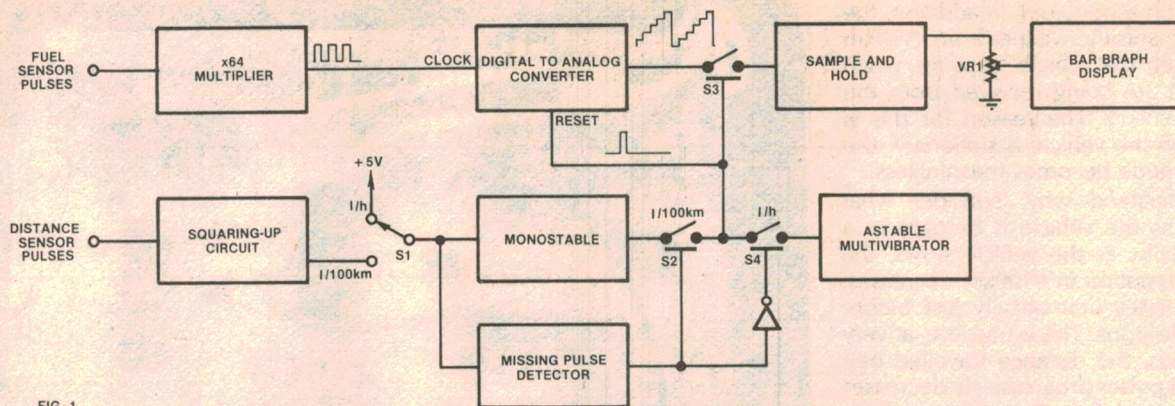 FUEL
SENSOR
PULSES
x64
MULTIPLIER
CLOCK
DIGITAL TO ANALOG
CONVERTER
RESET
S3
SAMPLE AND
HOLD
VR1
BAR BRAPH
DISPLAY
DISTANCE
SENSOR
PULSES
SQUARING-UP
CIRCUIT
+5V
l/h
l/100km
S1
MONOSTABLE
l/100km
S2
l/h
S4
ASTABLE
MULTIVIBRATOR
MISSING PULSE
DETECTOR
FIG. 1